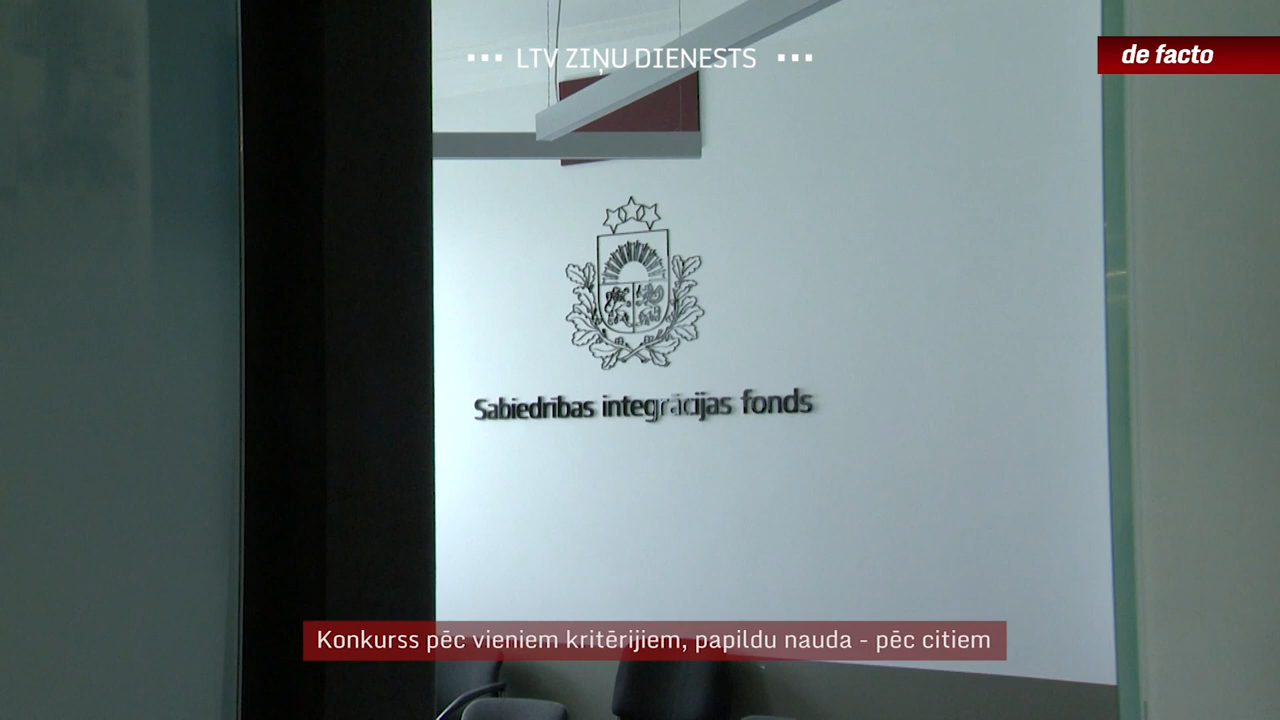 LTV ZIŅU DIENESTS
de facto
Sabiedrības integrācijas fonds
Konkurss pēc vieniem kritērijiem, papildu nauda - pēc citiem